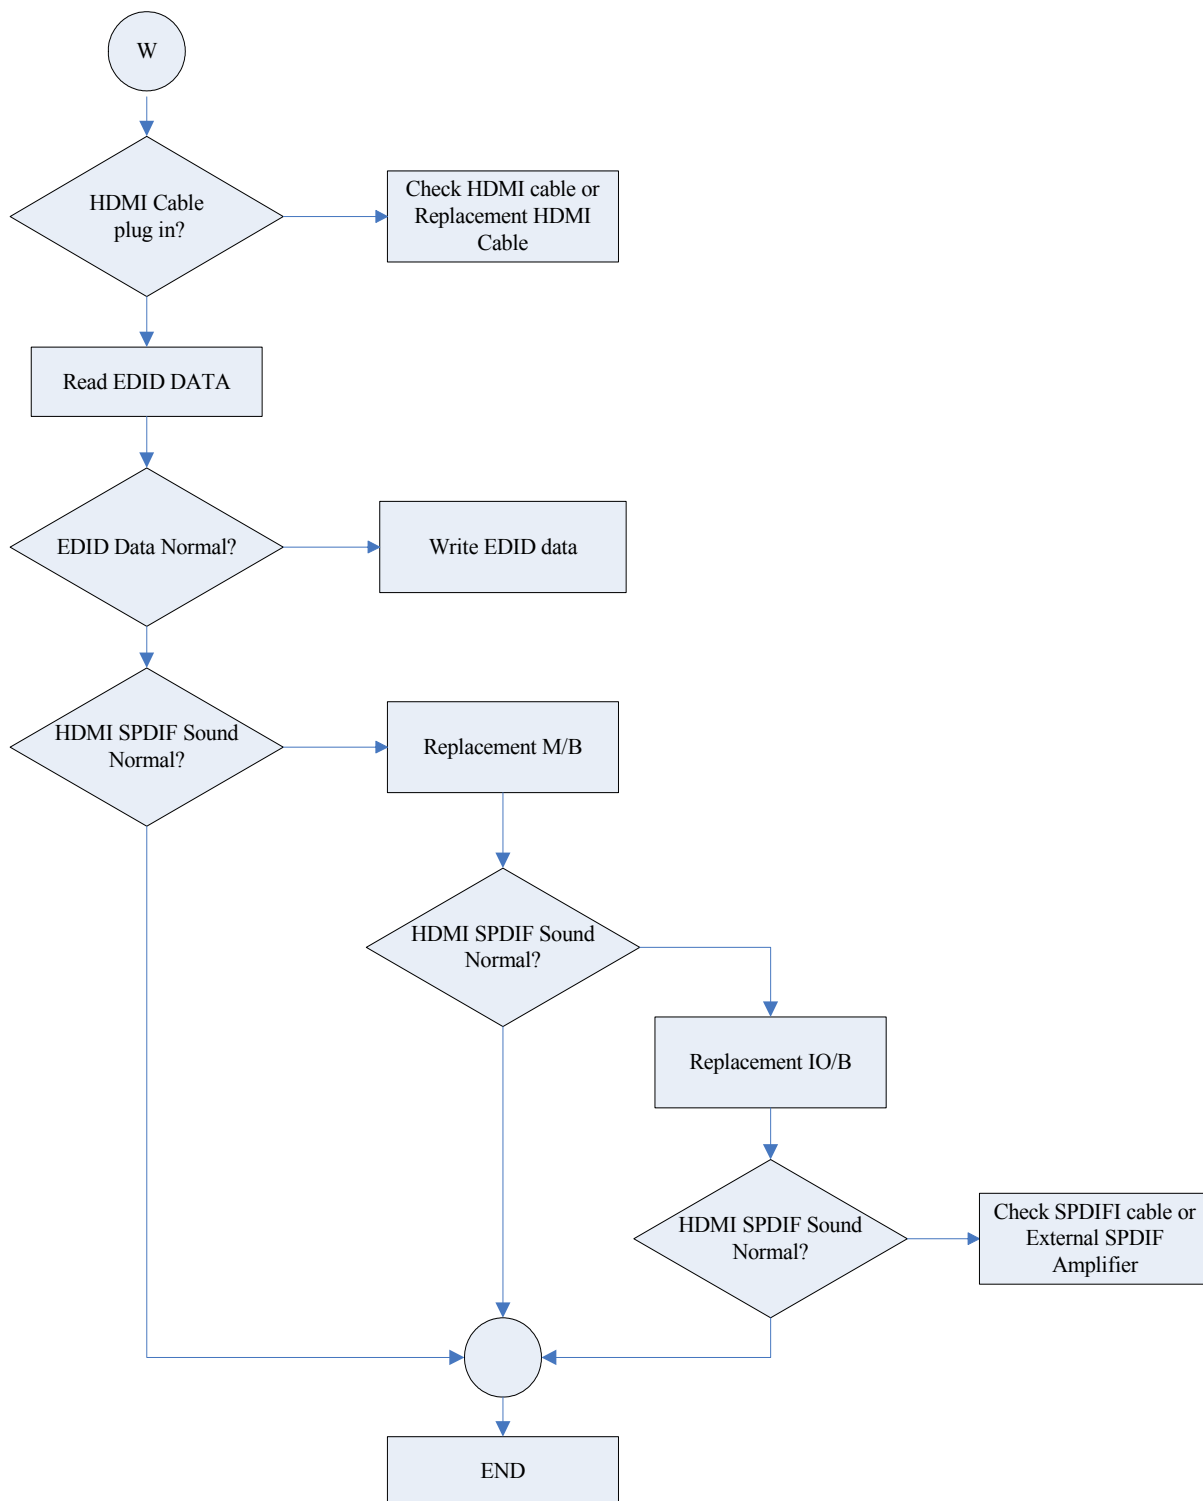 W
HDMI Cable
plug in?
Check HDMI cable or
Replacement HDMI
Cable
Read EDID DATA
EDID Data Normal?
Write EDID data
HDMI SPDIF Sound
Normal?
Replacement M/B
HDMI SPDIF Sound
Normal?
Replacement IO/B
HDMI SPDIF Sound
Normal?
Check SPDIFI cable or
External SPDIF
Amplifier
END